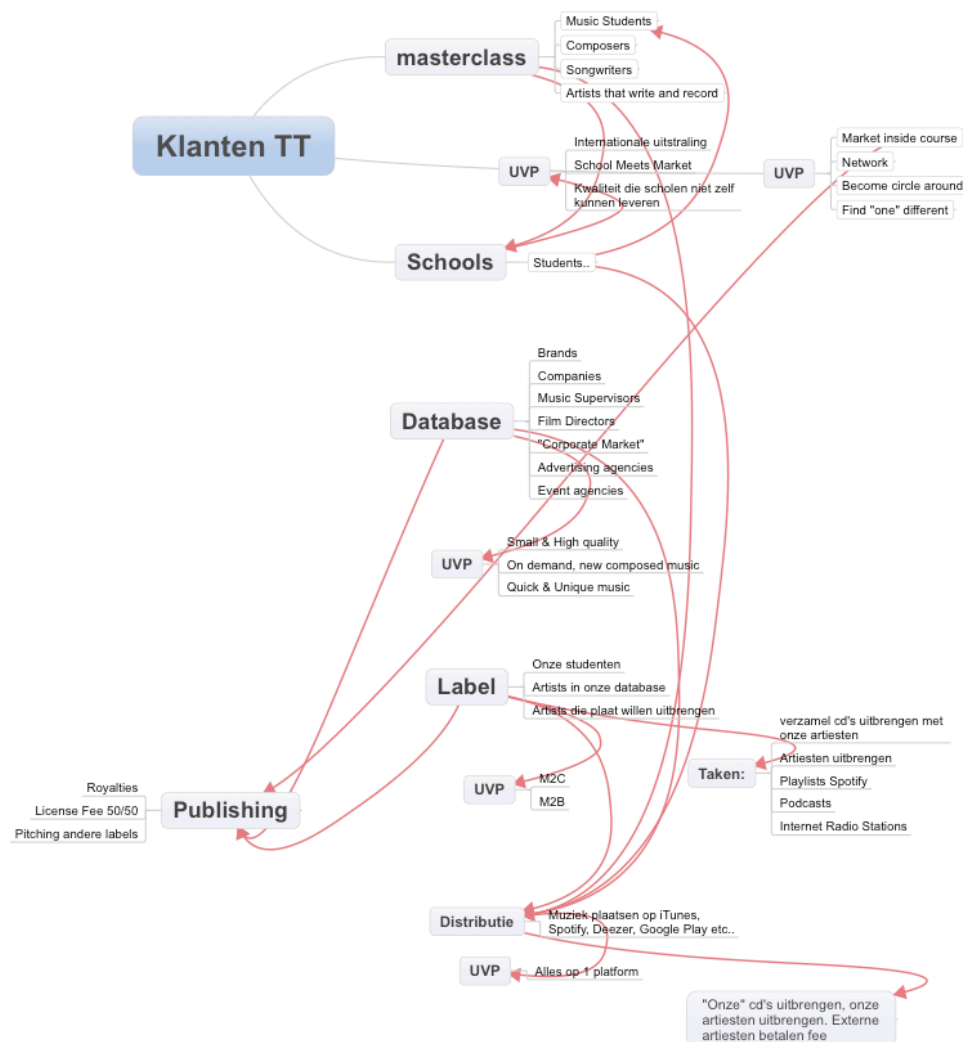 Klanten TT
masterclass
Music Students
Composers
Songwriters
Artists that write and record
UVP
Internationale uitstraling
School Meets Market
Kwaliteit die scholen niet zelf
kunnen leveren
UVP
Market inside course
Network
Become circle around
Find "one" different
Schools
Students..
Database
Brands
Companies
Music Supervisors
Film Directors
"Corporate Market"
Advertising agencies
Event agencies
UVP
Small & High quality
On demand, new composed music
Quick & Unique music
Label
Onze studenten
Artists in onze database
Artists die plaat willen uitbrengen
UVP
M2C
M2B
Taken:
verzamel cd's uitbrengen met
onze artiesten
Artiesten uitbrengen
Playlists Spotify
Podcasts
Internet Radio Stations
Publishing
Royalties
License Fee 50/50
Pitching andere labels
Distributie
Muziek plaatsen op iTunes,
Spotify, Deezer, Google Play etc..
UVP
Alles op 1 platform
"Onze" cd's uitbrengen, onze
artiesten uitbrengen. Externe
artiesten betalen fee